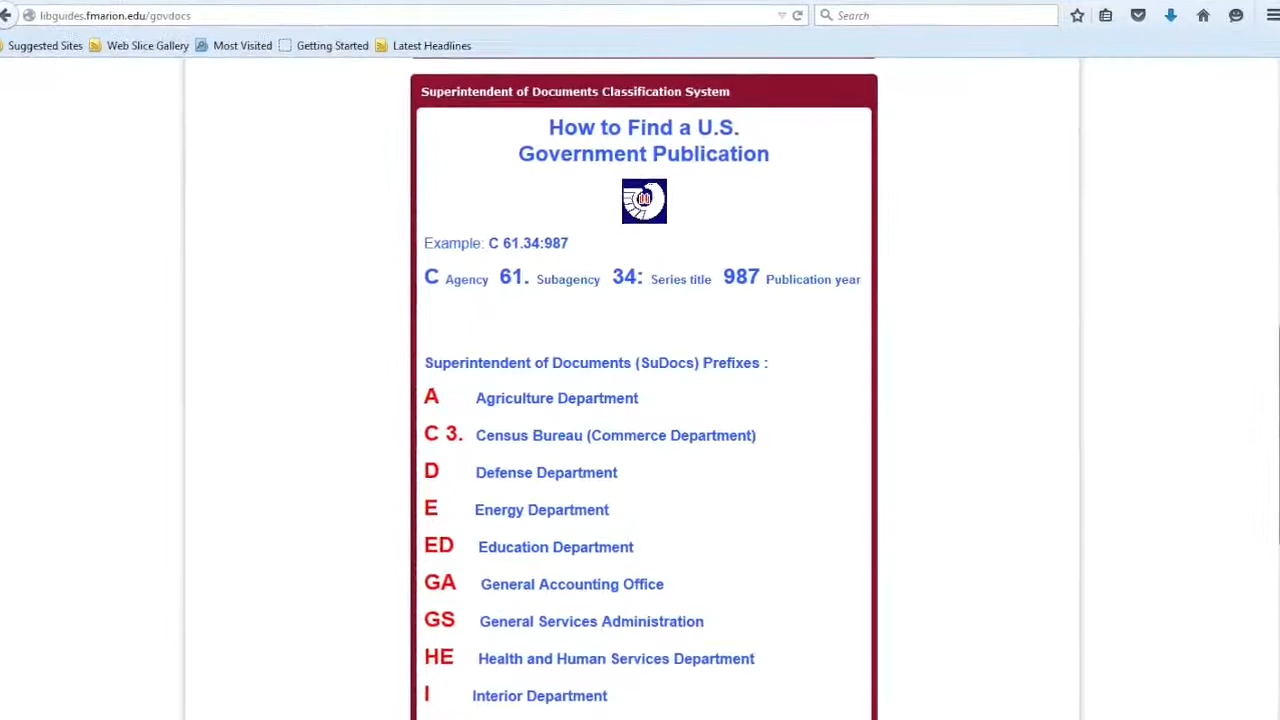 libguides.fmarion.edu/govdocs
Search
Suggested Sites Web Slice Gallery Most Visited Getting Started Latest Headlines
Superintendent of Documents Classification System
How to Find a U.S.
Government Publication
Example: C 61.34:987
C Agency 61. Subagency 34: Series title 987 Publication year
Superintendent of Documents (SuDocs) Prefixes :
A Agriculture Department
C 3. Census Bureau (Commerce Department)
D Defense Department
E Energy Department
ED Education Department
GA General Accounting Office
GS General Services Administration
HE Health and Human Services Department
I Interior Department